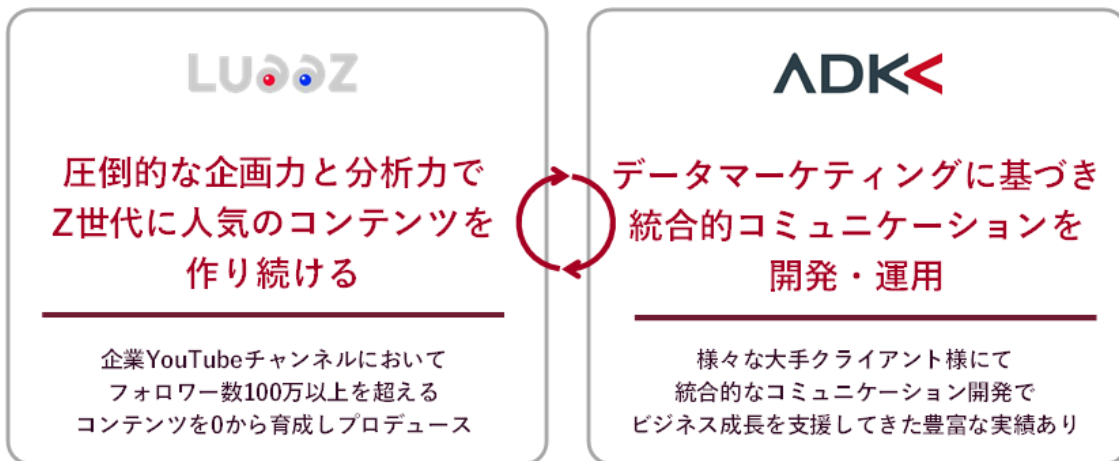 LUaaZ
圧倒的な企画力と分析力で
Z世代に人気のコンテンツを
作り続ける
企業YouTubeチャンネルにおいて
フォロワー数100万以上を超える
コンテンツを0から育成しプロデュース
ADK
データマーケティングに基づき
統合的コミュニケーションを
開発・運用
様々な大手クライアント様にて
統合的なコミュニケーション開発で
ビジネス成長を支援してきた豊富な実績あり